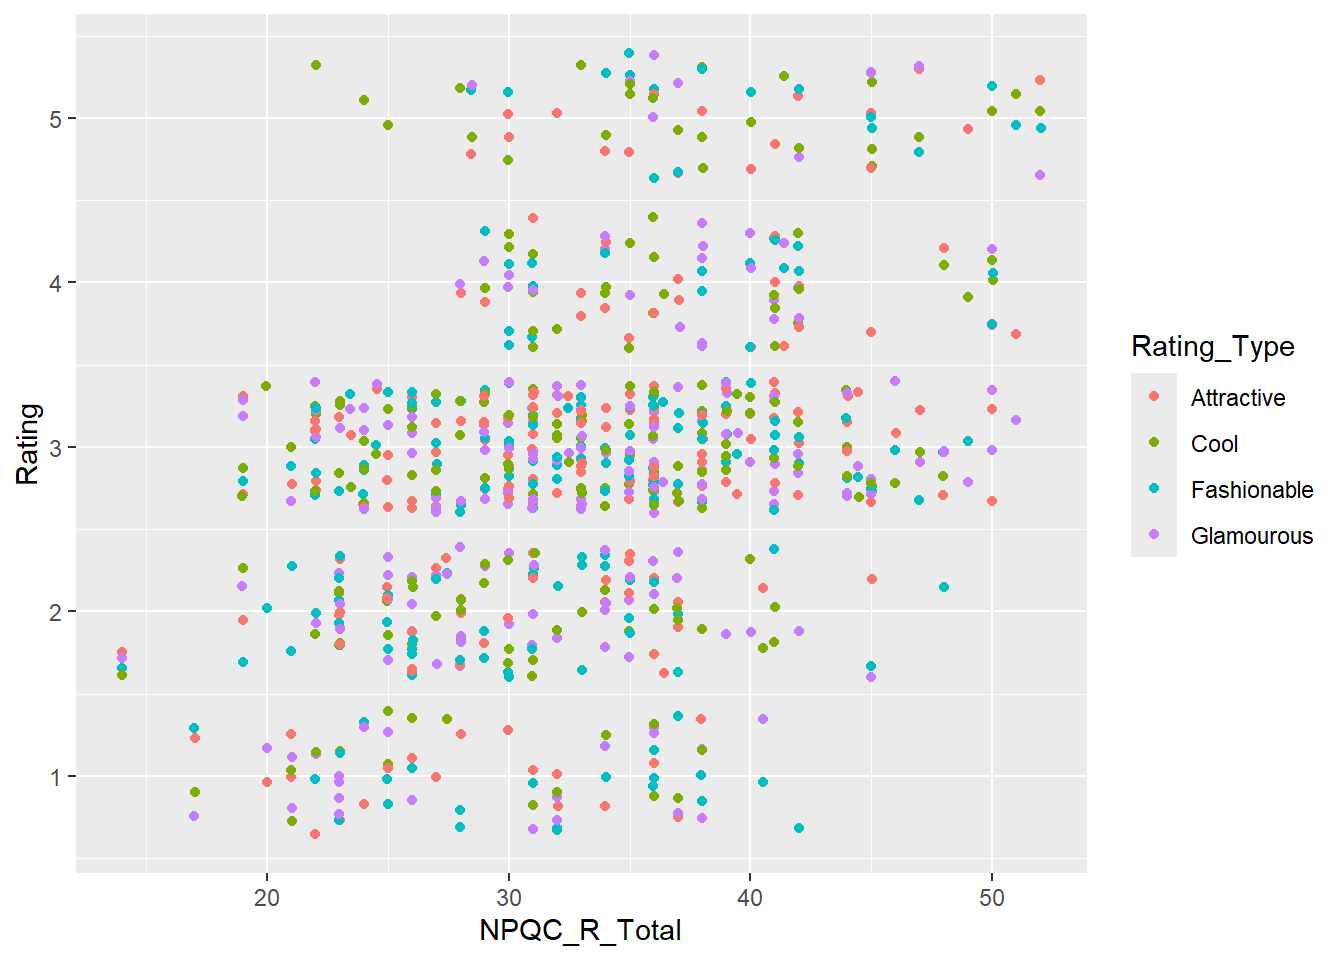 Rating
5
4
3
2
1
20 30 40 50
NPQC_R_Total
Rating_Type
Attractive
Cool
Fashionable
Glamourous